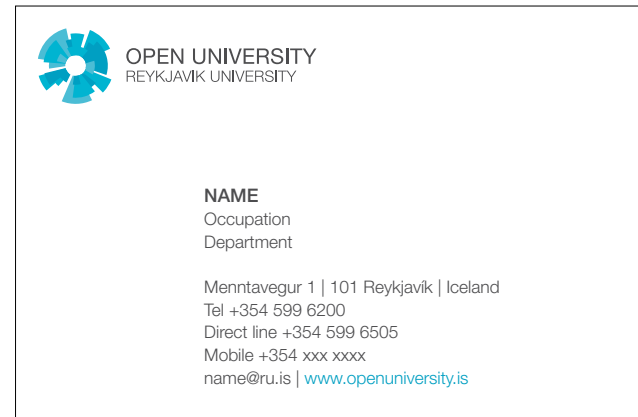 OPEN UNIVERSITY
REYKJAVIK UNIVERSITY
NAME
Occupation
Department
Menntavegur 1 | 101 Reykjavík | Iceland
Tel +354 599 6200
Direct line +354 599 6505
Mobile +354 xxx xxxx
name@ru.is | www.openuniversity.is